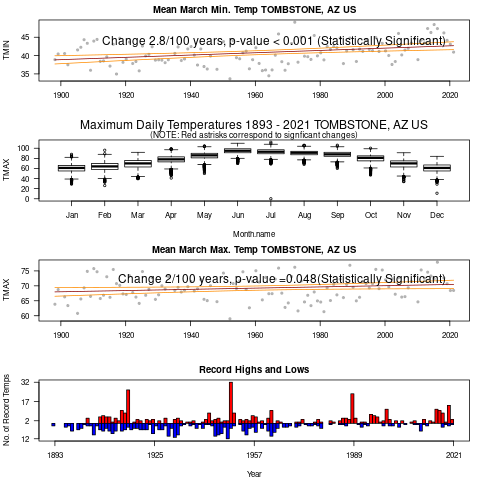 Mean March Min. Temp TOMBSTONE, AZ US
Change 2.8/100 years, p-value < 0.001 (Statistically Significant)
TMIN
45
40
35
1900 1920 1940 1960 1980 2000 2020
Maximum Daily Temperatures 1893 - 2021 TOMBSTONE, AZ US
(NOTE: Red astrisks correspond to signficant changes)
TMAX
100
80
60
40
20
0
Jan Feb Mar Apr May Jun Jul Aug Sep Oct Nov Dec
Month.name
Mean March Max. Temp TOMBSTONE, AZ US
Change 2/100 years, p-value =0.048(Statistically Significant)
TMAX
75
70
65
60
1900 1920 1940 1960 1980 2000 2020
Record Highs and Lows
No. of Record Temps
32
17
2
12
1893 1925 1957 1989 2021
Year